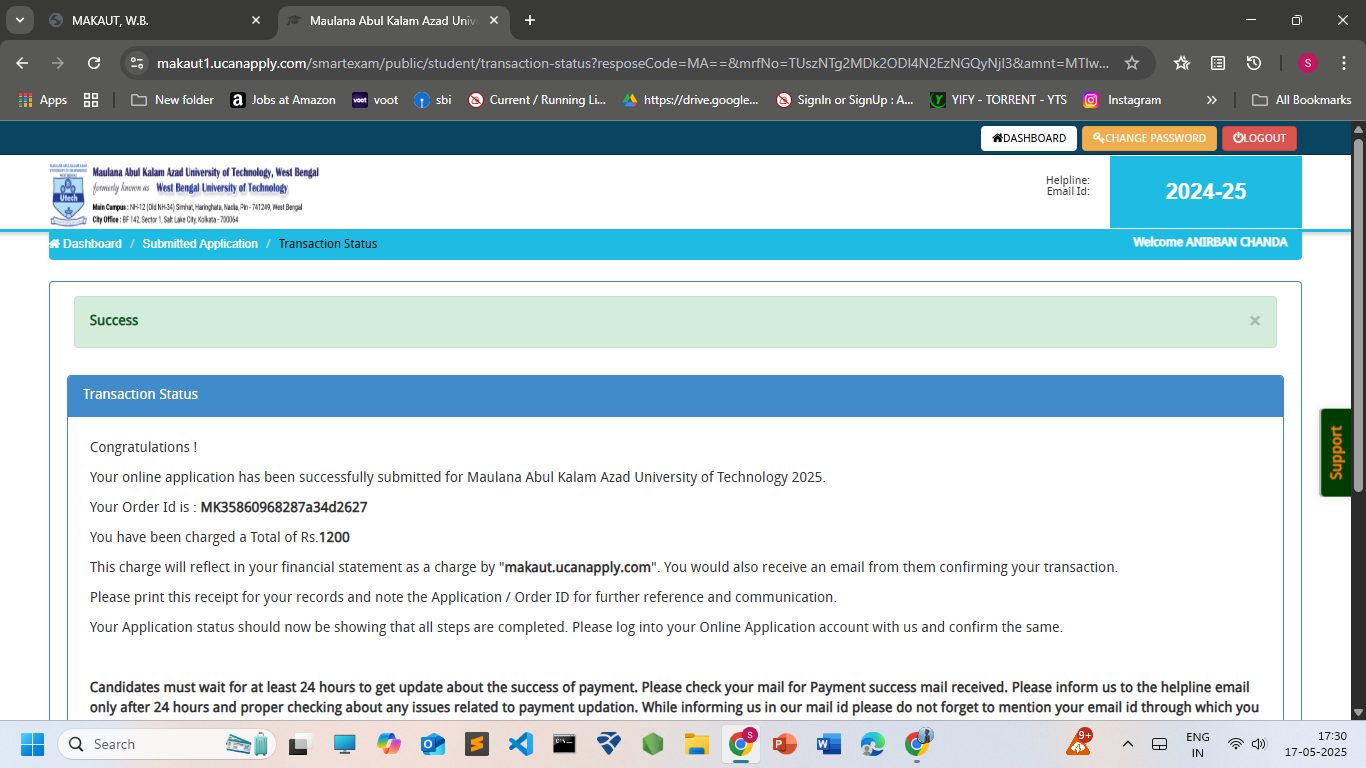 MAKAUT, W.B.
Maulana Abul Kalam Azad Univ
makaut1.ucanapply.com/smartexam/public/student/transaction-status?resposeCode=MA==&mrfNo=TUszNTg2MDk2ODI4N2EzNGQyNjI3&amnt=MTIw...
S
Apps
New folder
Jobs at Amazon
voot
sbi
Current / Running Li...
https://drive.google...
SignIn or SignUp : A...
YIFY - TORRENT - YTS
Instagram
All Bookmarks
DASHBOARD
CHANGE PASSWORD
LOGOUT
Maulana Abul Kalam Azad University of Technology, West Bengal
formerly known as West Bengal University of Technology
Utech
Main Campus : NH-12 (Old NH-34) Simhat, Haringhata, Nadia, Pin - 741249, West Bengal
City Office : BF 142, Sector 1, Salt Lake City, Kolkata - 700064
Helpline:
Email Id:
2024-25
Dashboard / Submitted Application / Transaction Status
Welcome ANIRBAN CHANDA
Success
Transaction Status
Congratulations !
Your online application has been successfully submitted for Maulana Abul Kalam Azad University of Technology 2025.
Your Order Id is : MK35860968287a34d2627
You have been charged a Total of Rs.1200
This charge will reflect in your financial statement as a charge by "makaut.ucanapply.com". You would also receive an email from them confirming your transaction.
Please print this receipt for your records and note the Application / Order ID for further reference and communication.
Your Application status should now be showing that all steps are completed. Please log into your Online Application account with us and confirm the same.
Candidates must wait for at least 24 hours to get update about the success of payment. Please check your mail for Payment success mail received. Please inform us to the helpline email
only after 24 hours and proper checking about any issues related to payment updation. While informing us in our mail id please do not forget to mention your email id through which you
Support
Search
9+
ENG
IN
17:30
17-05-2025